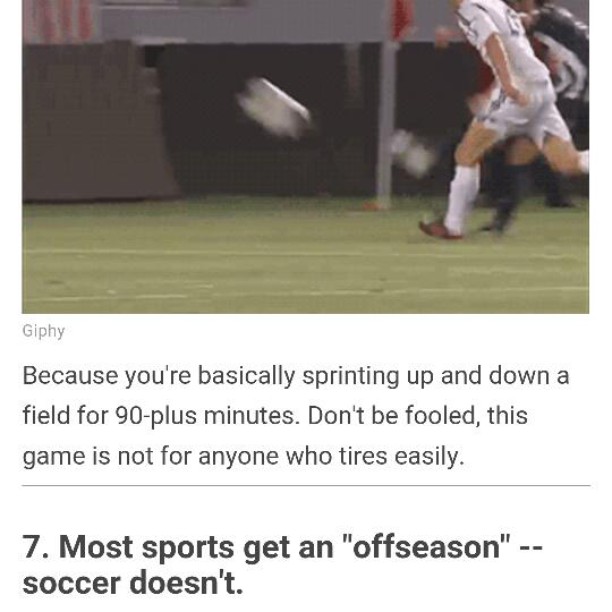 Giphy
Because you're basically sprinting up and down a
field for 90-plus minutes. Don't be fooled, this
game is not for anyone who tires easily.
7. Most sports get an "offseason" --
soccer doesn't.